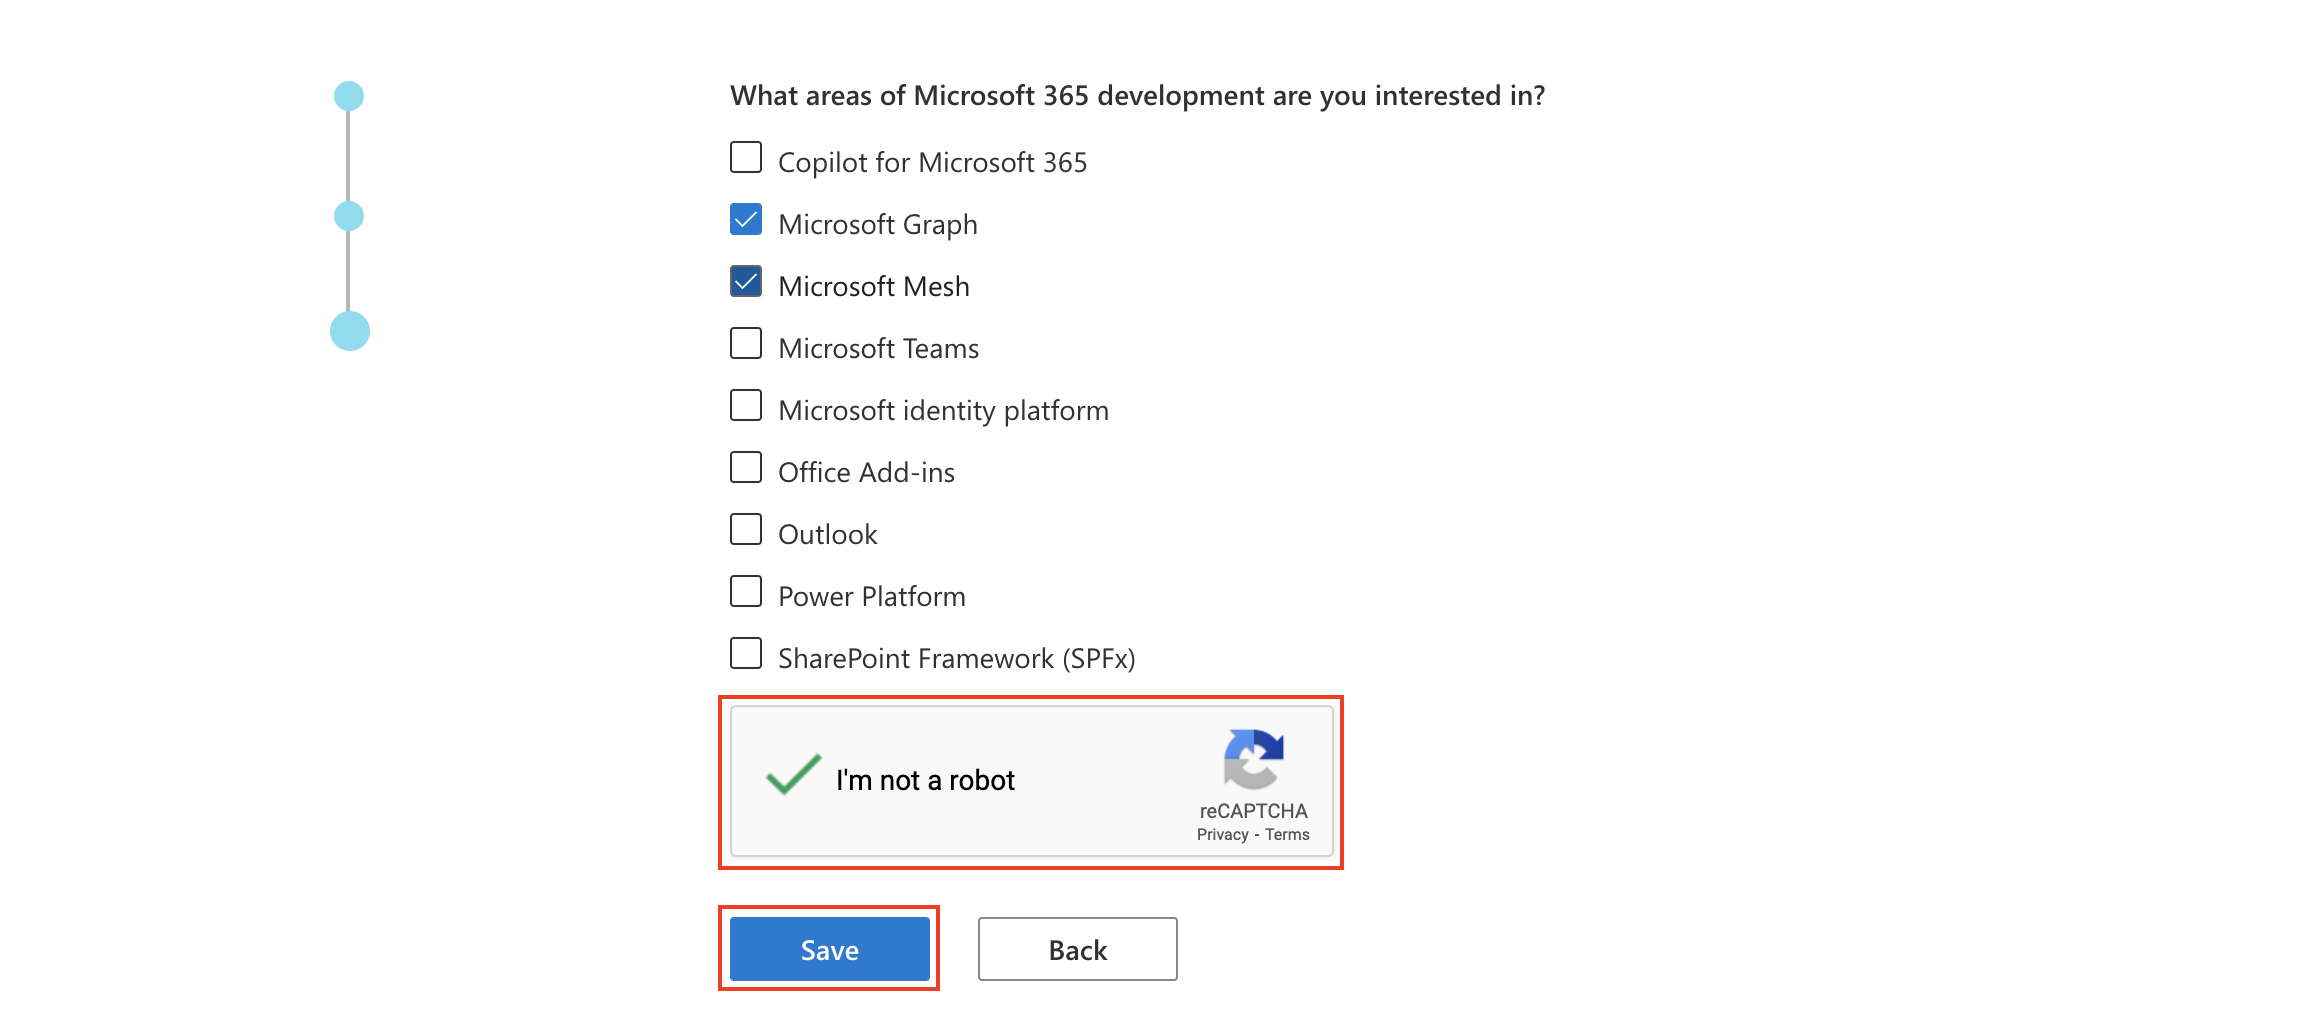 What areas of Microsoft 365 development are you interested in?
Copilot for Microsoft 365
Microsoft Graph
Microsoft Mesh
Microsoft Teams
Microsoft identity platform
Office Add-ins
Outlook
Power Platform
SharePoint Framework (SPFx)
I'm not a robot
reCAPTCHA
Privacy - Terms
Save
Back